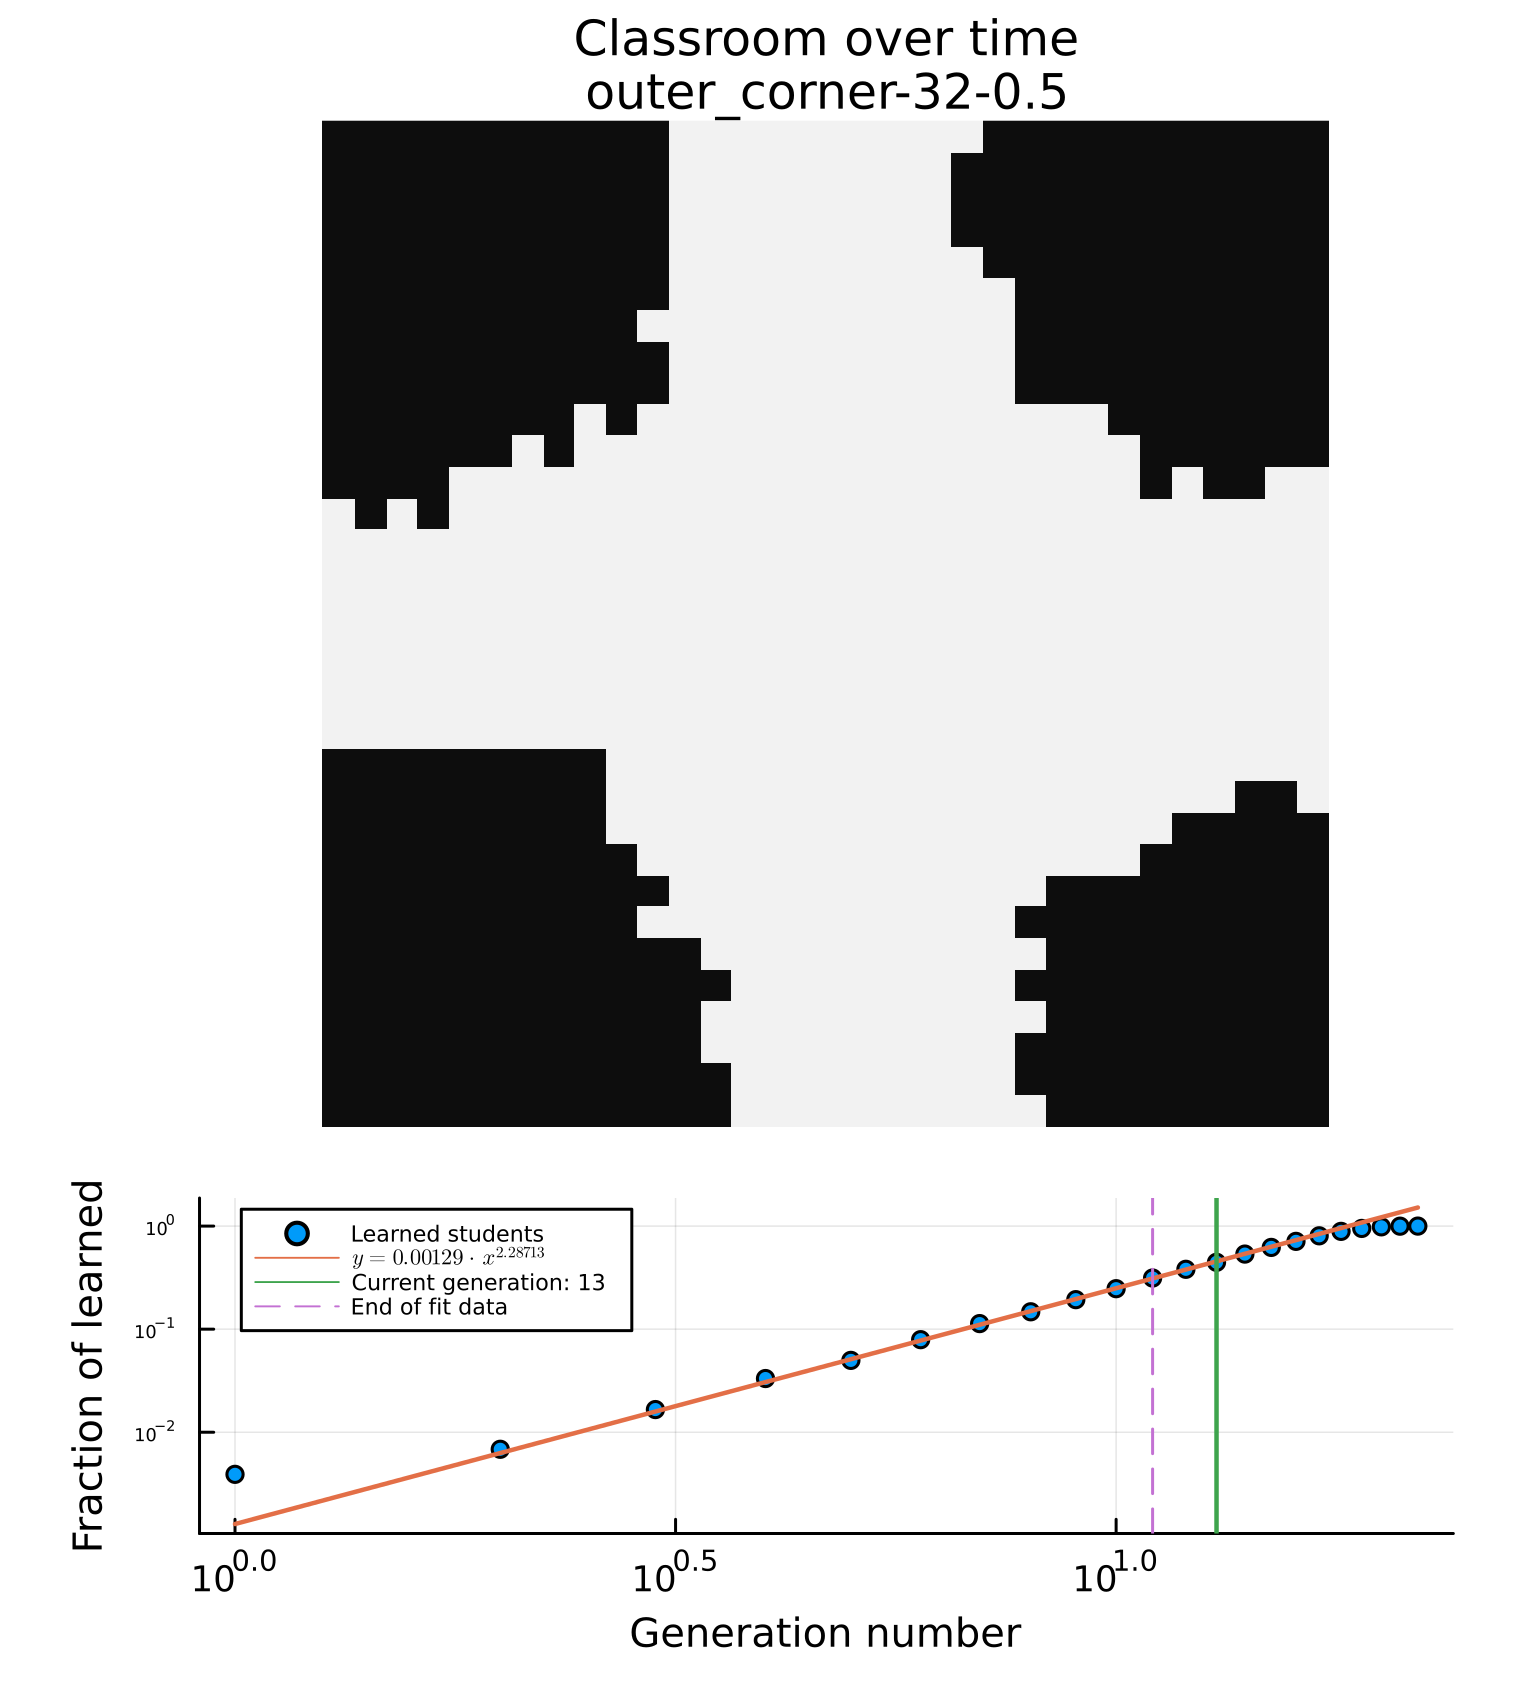 Classroom over time
outer_corner-32-0.5
Fraction of learned
10⁰
10⁻¹
10⁻²
Learned students
y = 0.00129 · x^2.28713
Current generation: 13
End of fit data
10^0.0
10^0.5
10^1.0
Generation number